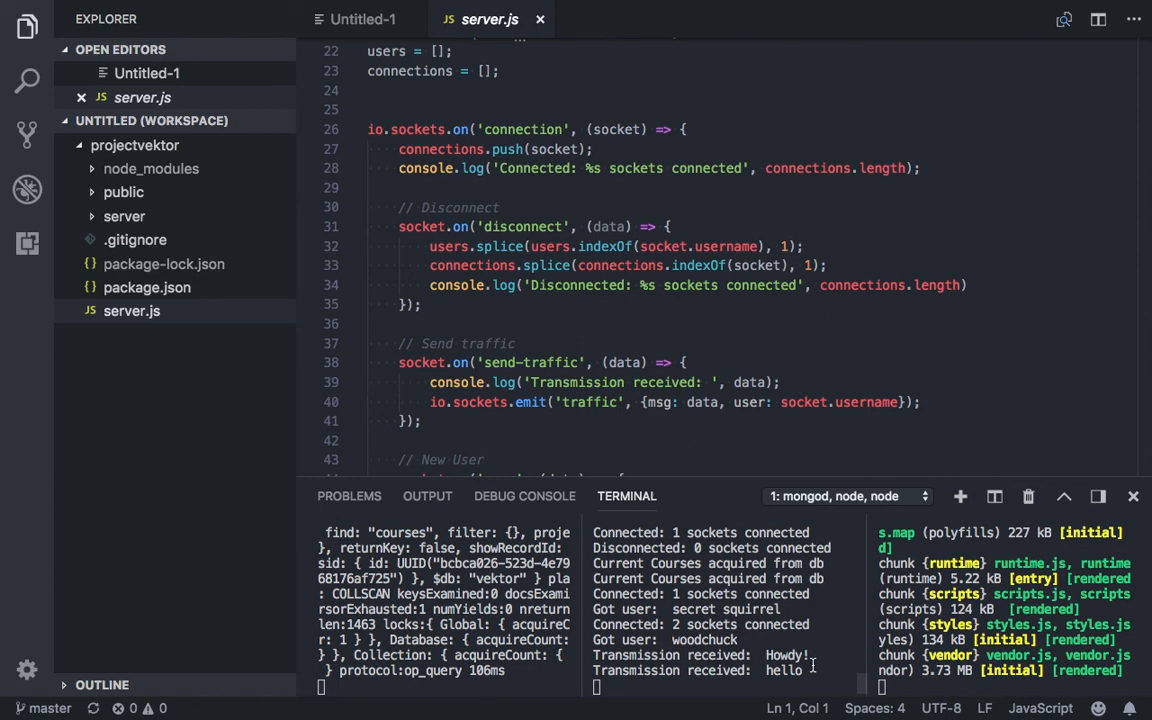 EXPLORER
OPEN EDITORS
Untitled-1
JS server.js
UNTITLED (WORKSPACE)
projectvektor
node_modules
public
server
.gitignore
{} package-lock.json
{} package.json
JS server.js
OUTLINE
Untitled-1
JS server.js
22 users = [];
23 connections = [];
24
25
26 io.sockets.on('connection', (socket) => {
27 connections.push(socket);
28 console.log('Connected: %s sockets connected', connections.length);
29
30 // Disconnect
31 socket.on('disconnect', (data) => {
32 users.splice(users.indexOf(socket.username), 1);
33 connections.splice(connections.indexOf(socket), 1);
34 console.log('Disconnected: %s sockets connected', connections.length)
35 });
36
37 // Send traffic
38 socket.on('send-traffic', (data) => {
39 console.log('Transmission received: ', data);
40 io.sockets.emit('traffic', {msg: data, user: socket.username});
41 });
42
43 // New User
PROBLEMS OUTPUT DEBUG CONSOLE TERMINAL 1: mongod, node, node
find: "courses", filter: {}, proje
}, returnKey: false, showRecordId:
sid: { id: UUID("bcbca026-523d-4e79
68176af725") }, $db: "vektor" } pla
: COLLSCAN keysExamined:0 docsExami
rsorExhausted:1 numYields:0 nreturn
len:1463 locks:{ Global: { acquireC
r: 1 } }, Database: { acquireCount:
} }, Collection: { acquireCount: {
} protocol:op_query 106ms
Connected: 1 sockets connected
Disconnected: 0 sockets connected
Current Courses acquired from db
Current Courses acquired from db
Connected: 1 sockets connected
Got user: secret squirrel
Connected: 2 sockets connected
Got user: woodchuck
Transmission received: Howdy!
Transmission received: hello
s.map (polyfills) 227 kB [initial]
d]
chunk {runtime} runtime.js, runtime
(runtime) 5.22 kB [entry] [rendered
chunk {scripts} scripts.js, scripts
(scripts) 124 kB [rendered]
chunk {styles} styles.js, styles.js
yles) 134 kB [initial] [rendered]
chunk {vendor} vendor.js, vendor.js
ndor) 3.73 MB [initial] [rendered]
master 0 0 Ln 1, Col 1 Spaces: 4 UTF-8 LF JavaScript